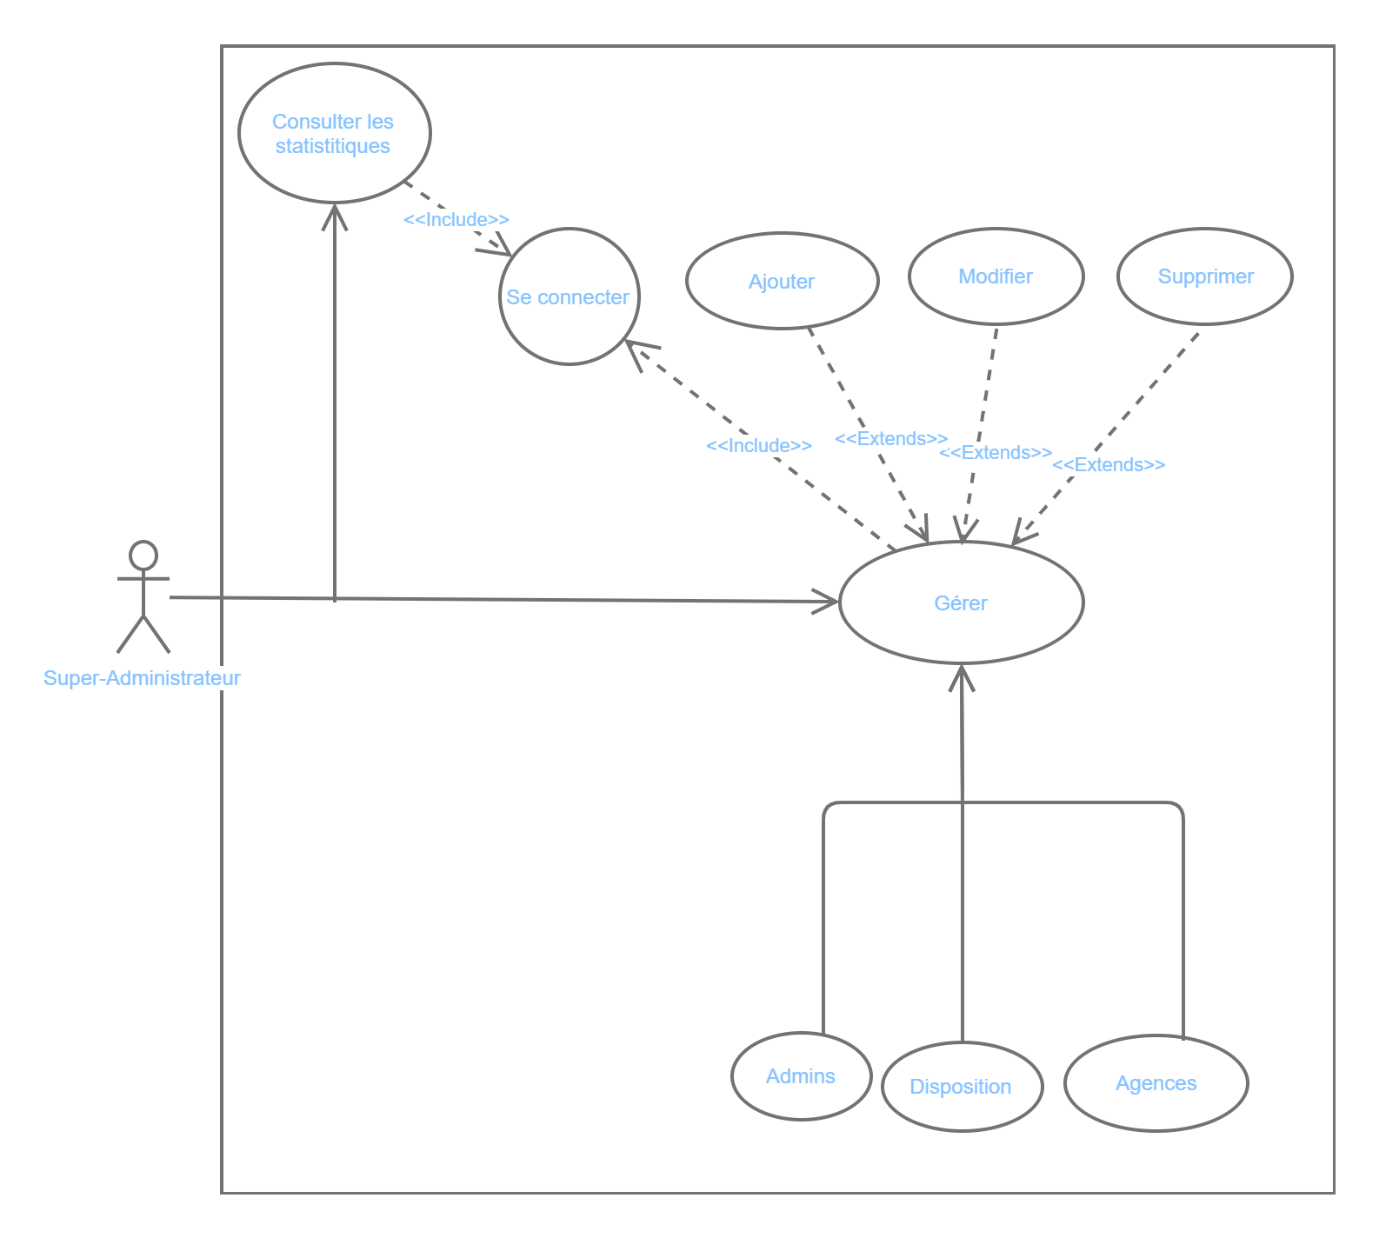 Consulter les
statistitiques
<<Include>>
Se connecter
Ajouter
Modifier
Supprimer
<<Include>>
<<Extends>>
<<Extends>>
<<Extends>>
Gérer
Super-Administrateur
Admins
Disposition
Agences